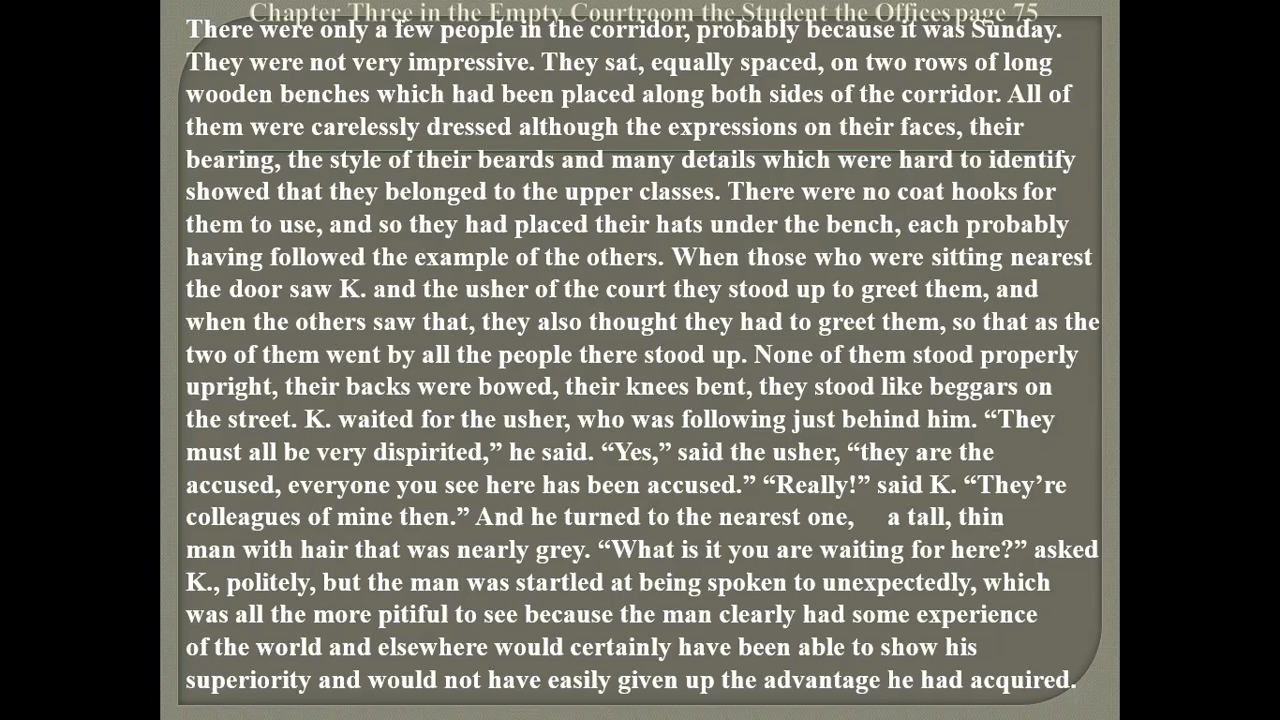 Chapter Three in the Empty Courtroom the Student the Offices page 75
There were only a few people in the corridor, probably because it was Sunday.
They were not very impressive. They sat, equally spaced, on two rows of long
wooden benches which had been placed along both sides of the corridor. All of
them were carelessly dressed although the expressions on their faces, their
bearing, the style of their beards and many details which were hard to identify
showed that they belonged to the upper classes. There were no coat hooks for
them to use, and so they had placed their hats under the bench, each probably
having followed the example of the others. When those who were sitting nearest
the door saw K. and the usher of the court they stood up to greet them, and
when the others saw that, they also thought they had to greet them, so that as the
two of them went by all the people there stood up. None of them stood properly
upright, their backs were bowed, their knees bent, they stood like beggars on
the street. K. waited for the usher, who was following just behind him. “They
must all be very dispirited,” he said. “Yes,” said the usher, “they are the
accused, everyone you see here has been accused.” “Really!” said K. “They’re
colleagues of mine then.” And he turned to the nearest one, a tall, thin
man with hair that was nearly grey. “What is it you are waiting for here?” asked
K., politely, but the man was startled at being spoken to unexpectedly, which
was all the more pitiful to see because the man clearly had some experience
of the world and elsewhere would certainly have been able to show his
superiority and would not have easily given up the advantage he had acquired.